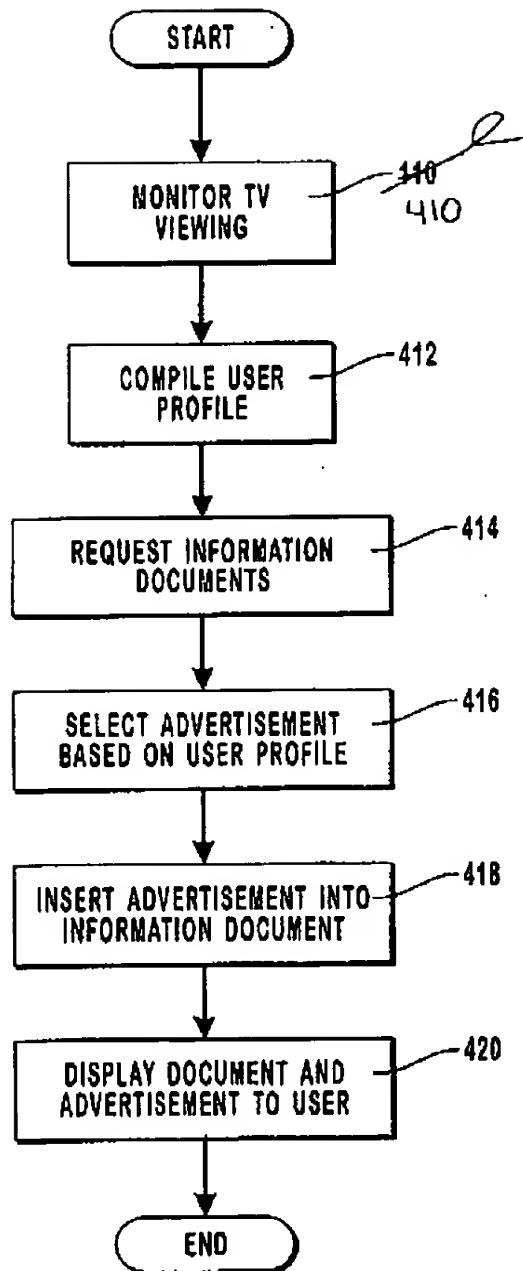 START
MONITOR TV
VIEWING
110
410
COMPILE USER
PROFILE
412
REQUEST INFORMATION
DOCUMENTS
414
SELECT ADVERTISEMENT
BASED ON USER PROFILE
416
INSERT ADVERTISEMENT INTO
INFORMATION DOCUMENT
418
DISPLAY DOCUMENT AND
ADVERTISEMENT TO USER
420
END